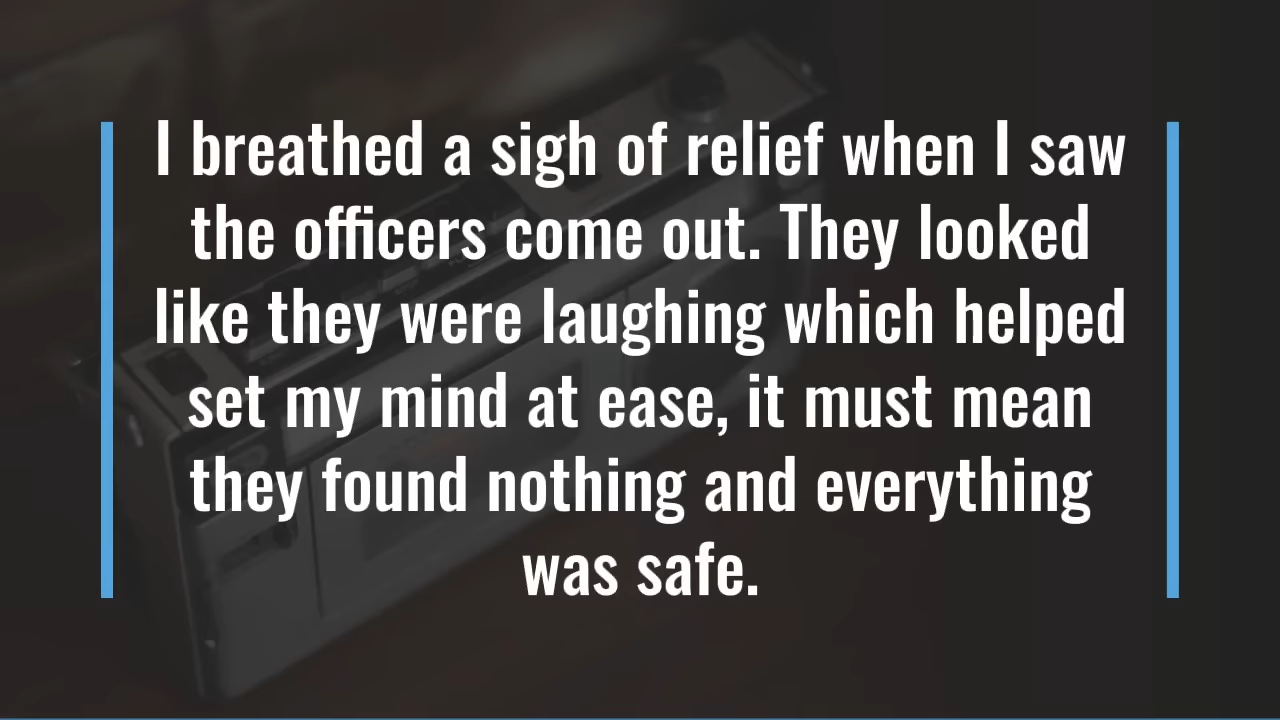 I breathed a sigh of relief when I saw
the officers come out. They looked
like they were laughing which helped
set my mind at ease, it must mean
they found nothing and everything
was safe.